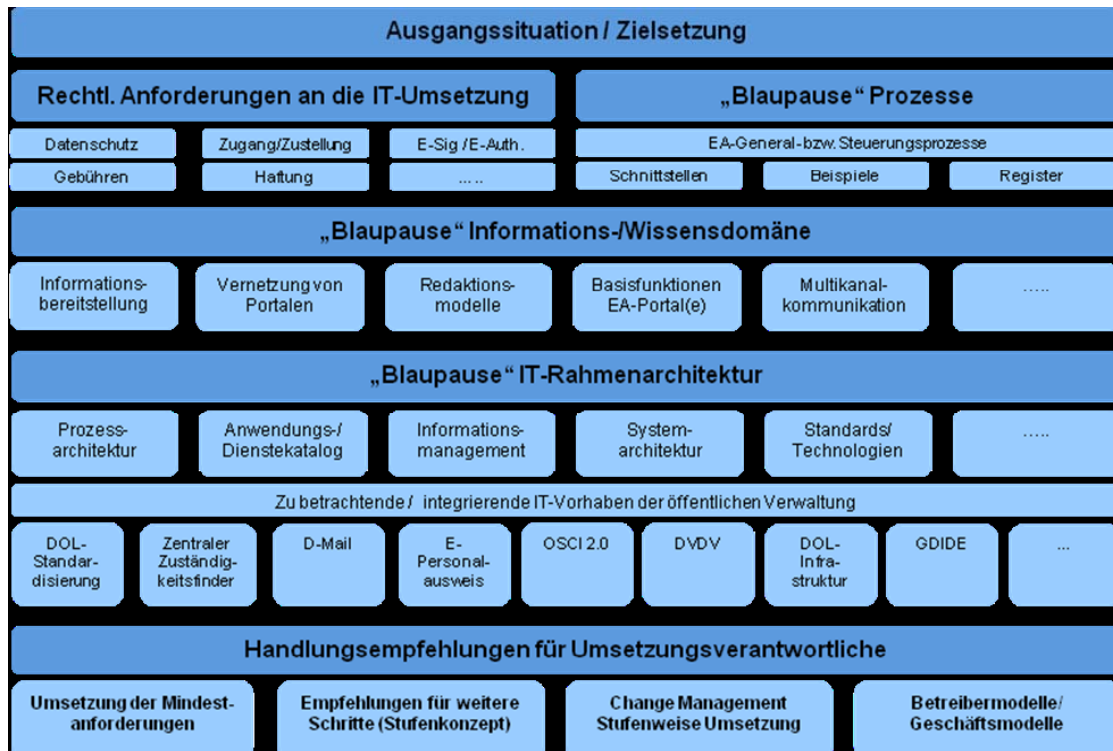 Ausgangssituation / Zielsetzung
Rechtl. Anforderungen an die IT-Umsetzung
„Blaupause“ Prozesse
Datenschutz
Zugang/Zustellung
E-Sig /E-Auth.
EA-General- bzw. Steuerungsprozesse
Gebühren
Haftung
.....
Schnittstellen
Beispiele
Register
„Blaupause“ Informations-/Wissensdomäne
Informations-
bereitstellung
Vernetzung von
Portalen
Redaktions-
modelle
Basisfunktionen
EA-Portal(e)
Multikanal-
kommunikation
.....
„Blaupause“ IT-Rahmenarchitektur
Prozess-
architektur
Anwendungs-/
Dienstekatalog
Informations-
management
System-
architektur
Standards/
Technologien
.....
Zu betrachtende / integrierende IT-Vorhaben der öffentlichen Verwaltung
DOL-
Standar-
disierung
Zentraler
Zuständig-
keitsfinder
D-Mail
E-
Personal-
ausweis
OSCI 2.0
DVDV
DOL-
Infra-
struktur
GDIDE
...
Handlungsempfehlungen für Umsetzungsverantwortliche
Umsetzung der Mindest-
anforderungen
Empfehlungen für weitere
Schritte (Stufenkonzept)
Change Management
Stufenweise Umsetzung
Betreibermodelle/
Geschäftsmodelle